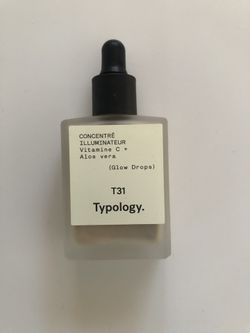 CONCENTRÉ
ILLUMINATEUR
Vitamine C +
Aloe vera
(Glow Drops)
T31
Typology.